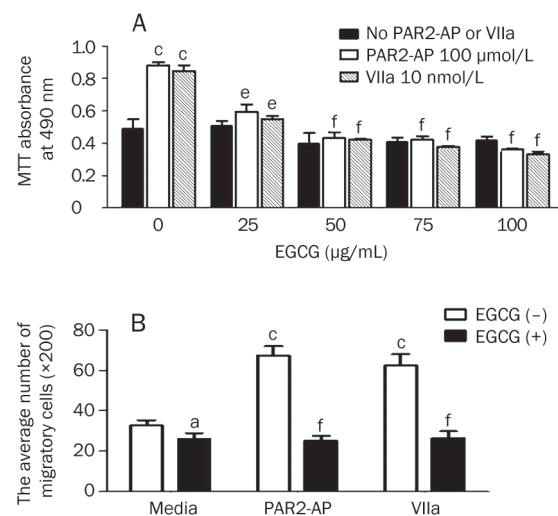 A
No PAR2-AP or VIIa
PAR2-AP 100 μmol/L
VIIa 10 nmol/L
MTT absorbance
at 490 nm
1.0
0.8
0.6
0.4
0.2
0
c c
e e
f f
f f
f f
0 25 50 75 100
EGCG (μg/mL)
B
EGCG (–)
EGCG (+)
The average number of
migratory cells (×200)
80
60
40
20
0
a
c
f
c
f
Media PAR2-AP VIIa